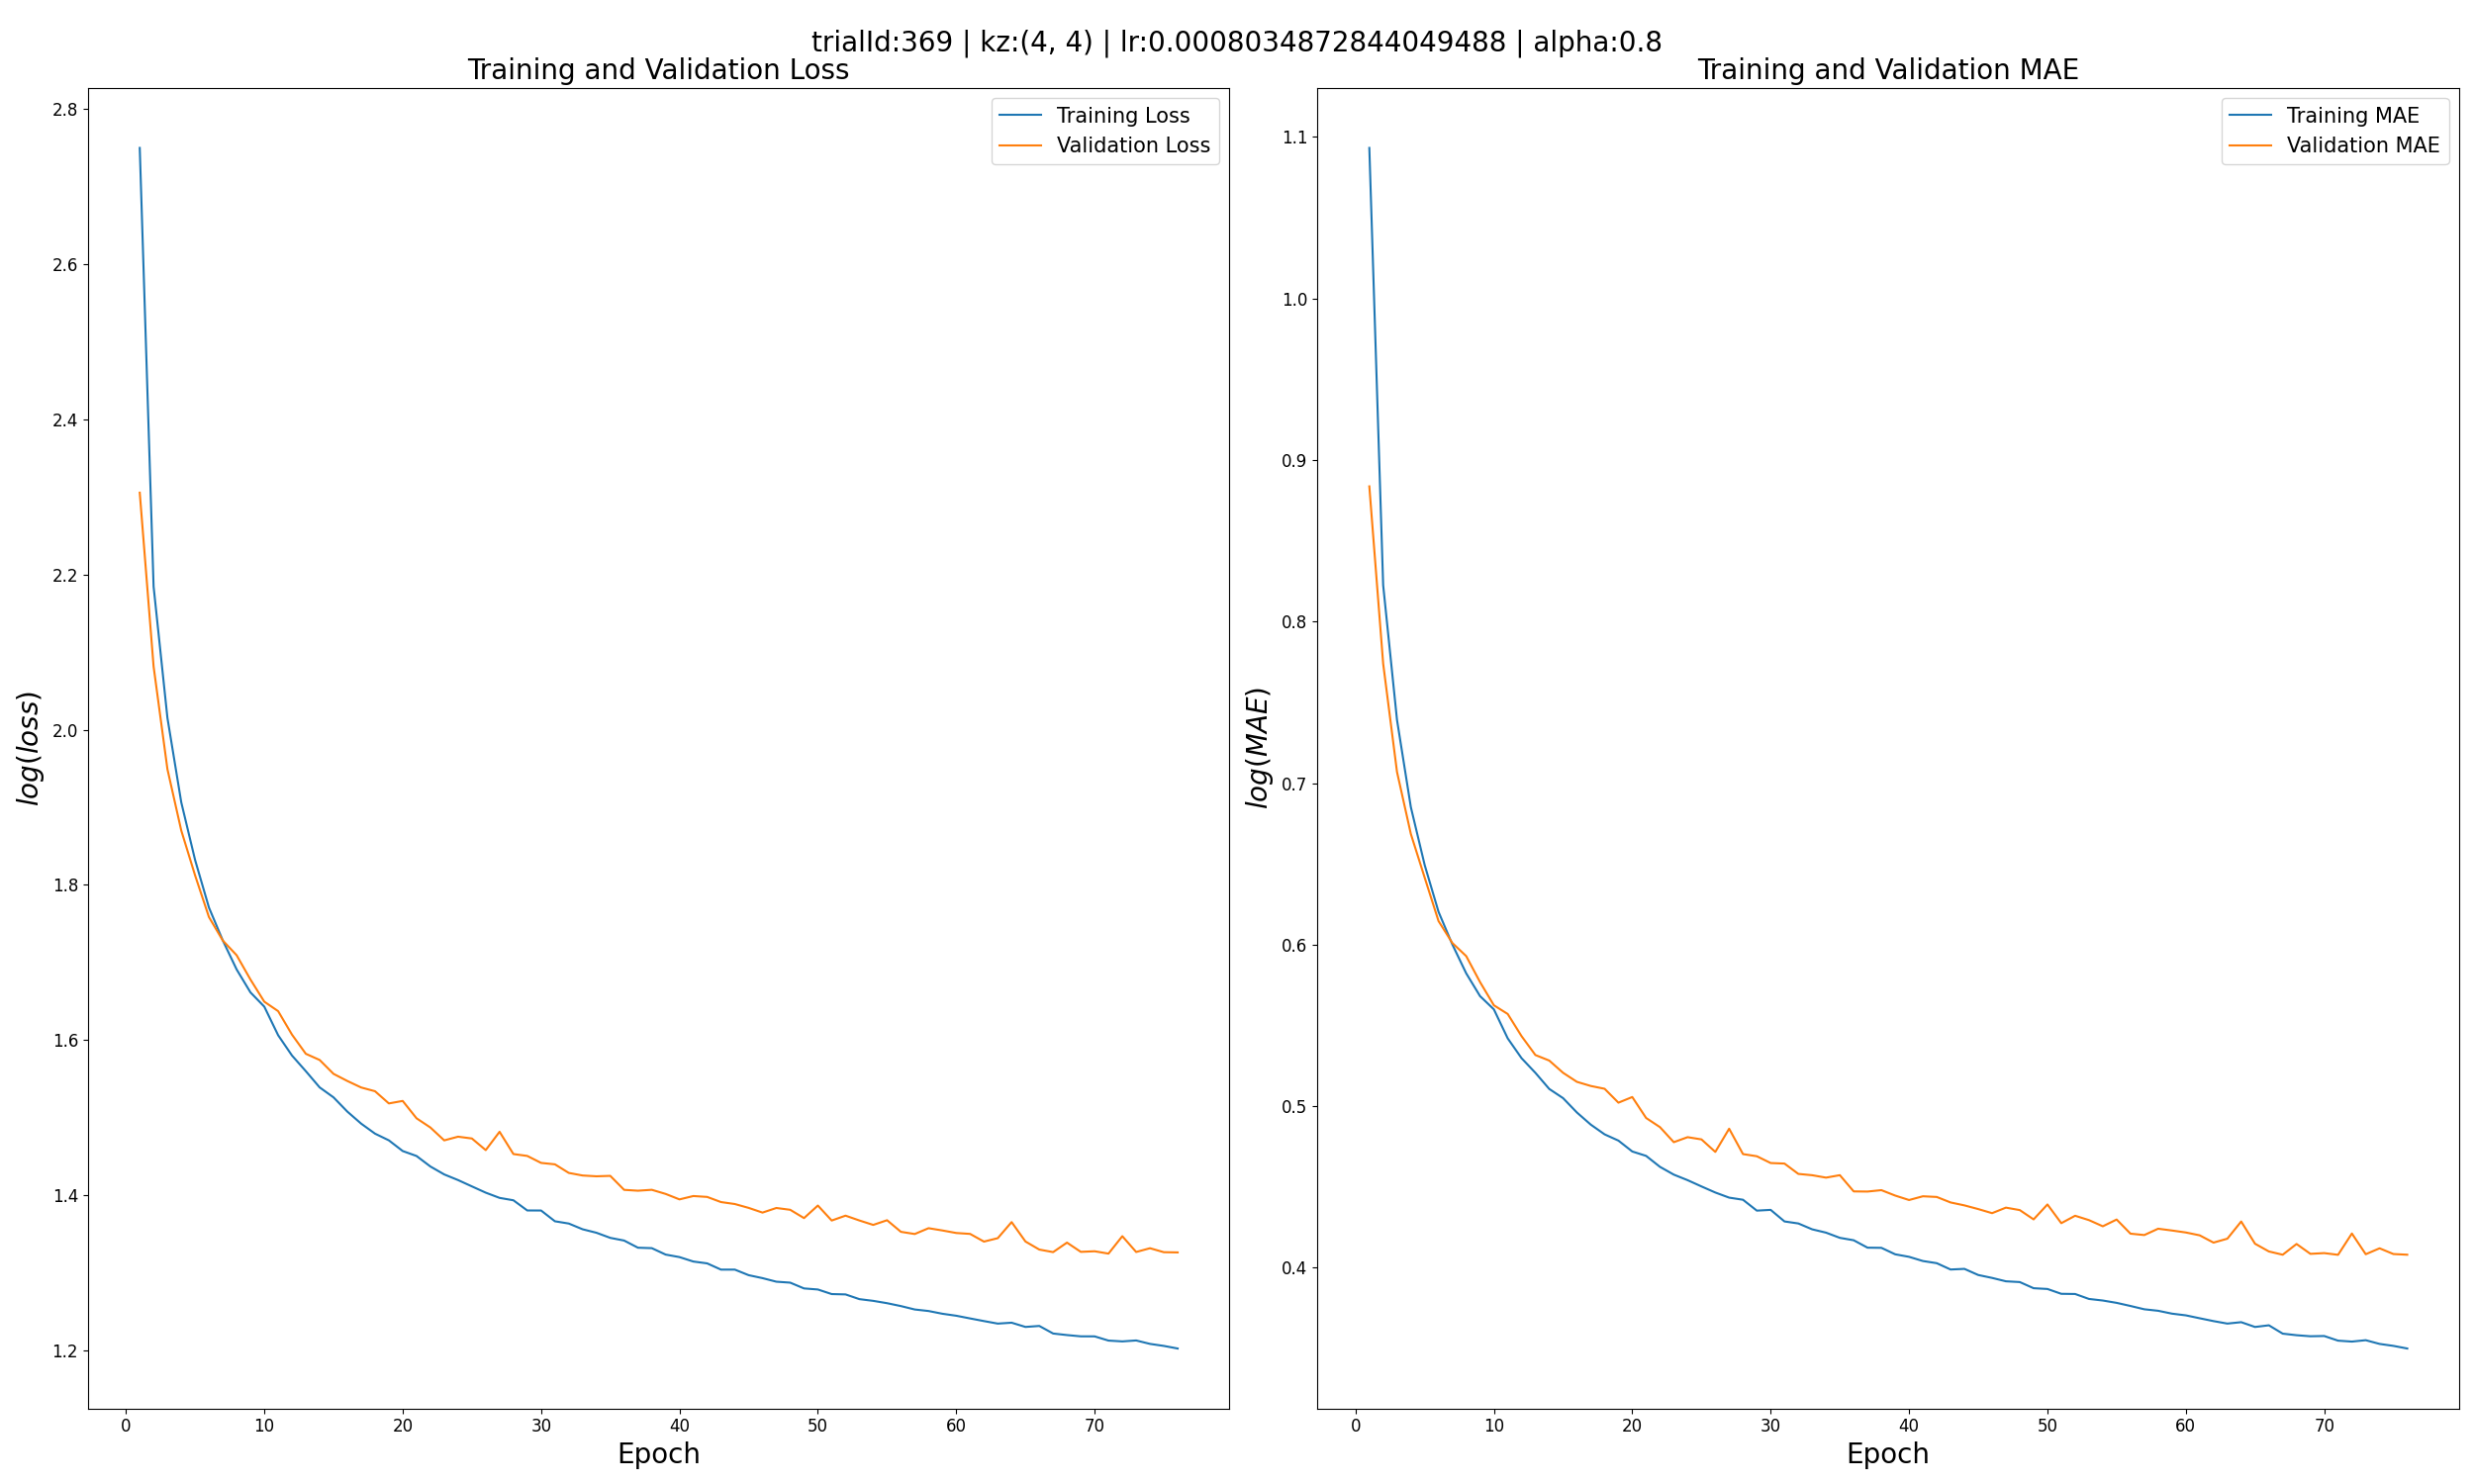 trialId:369 | kz:(4, 4) | lr:0.0008034872844049488 | alpha:0.8
Training and Validation Loss
Training Loss
Validation Loss
2.8
2.6
2.4
2.2
2.0
1.8
1.6
1.4
1.2
log(loss)
0 10 20 30 40 50 60 70
Epoch
Training and Validation MAE
Training MAE
Validation MAE
1.1
1.0
0.9
0.8
0.7
0.6
0.5
0.4
log(MAE)
0 10 20 30 40 50 60 70
Epoch